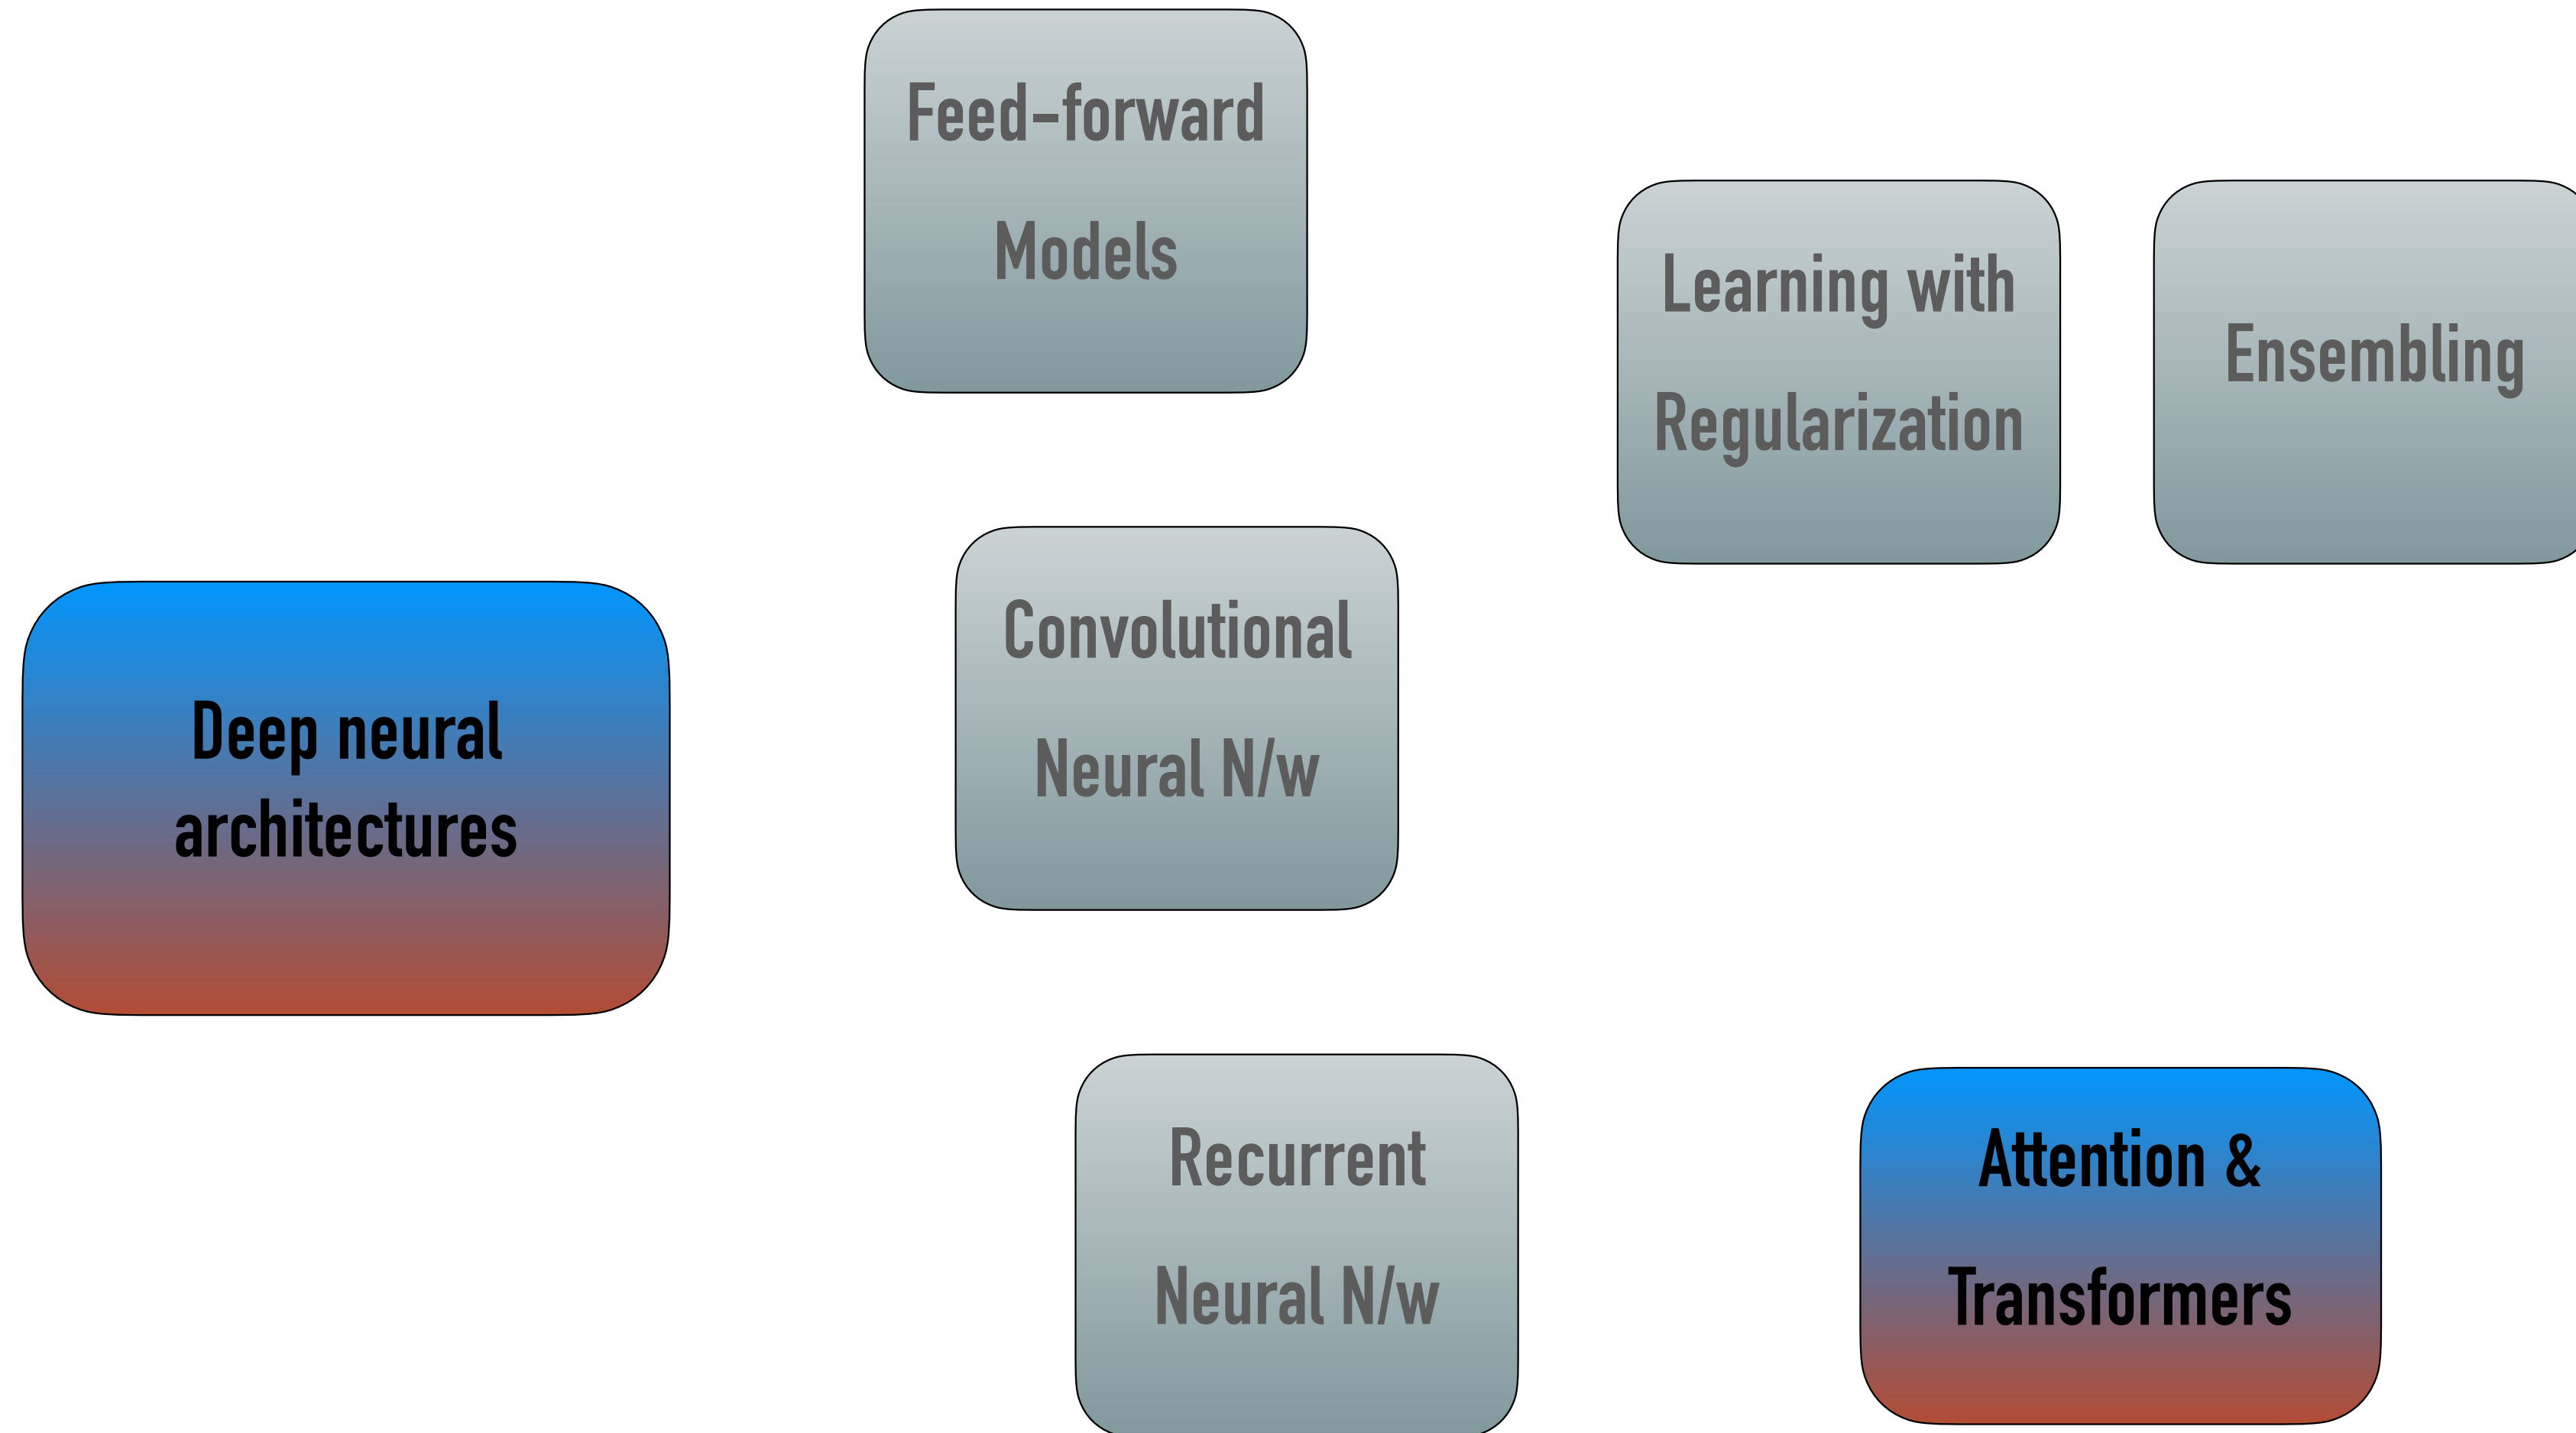 Feed-forward
Models
Learning with
Regularization
Ensembling
Convolutional
Neural N/w
Deep neural
architectures
Recurrent
Neural N/w
Attention &
Transformers